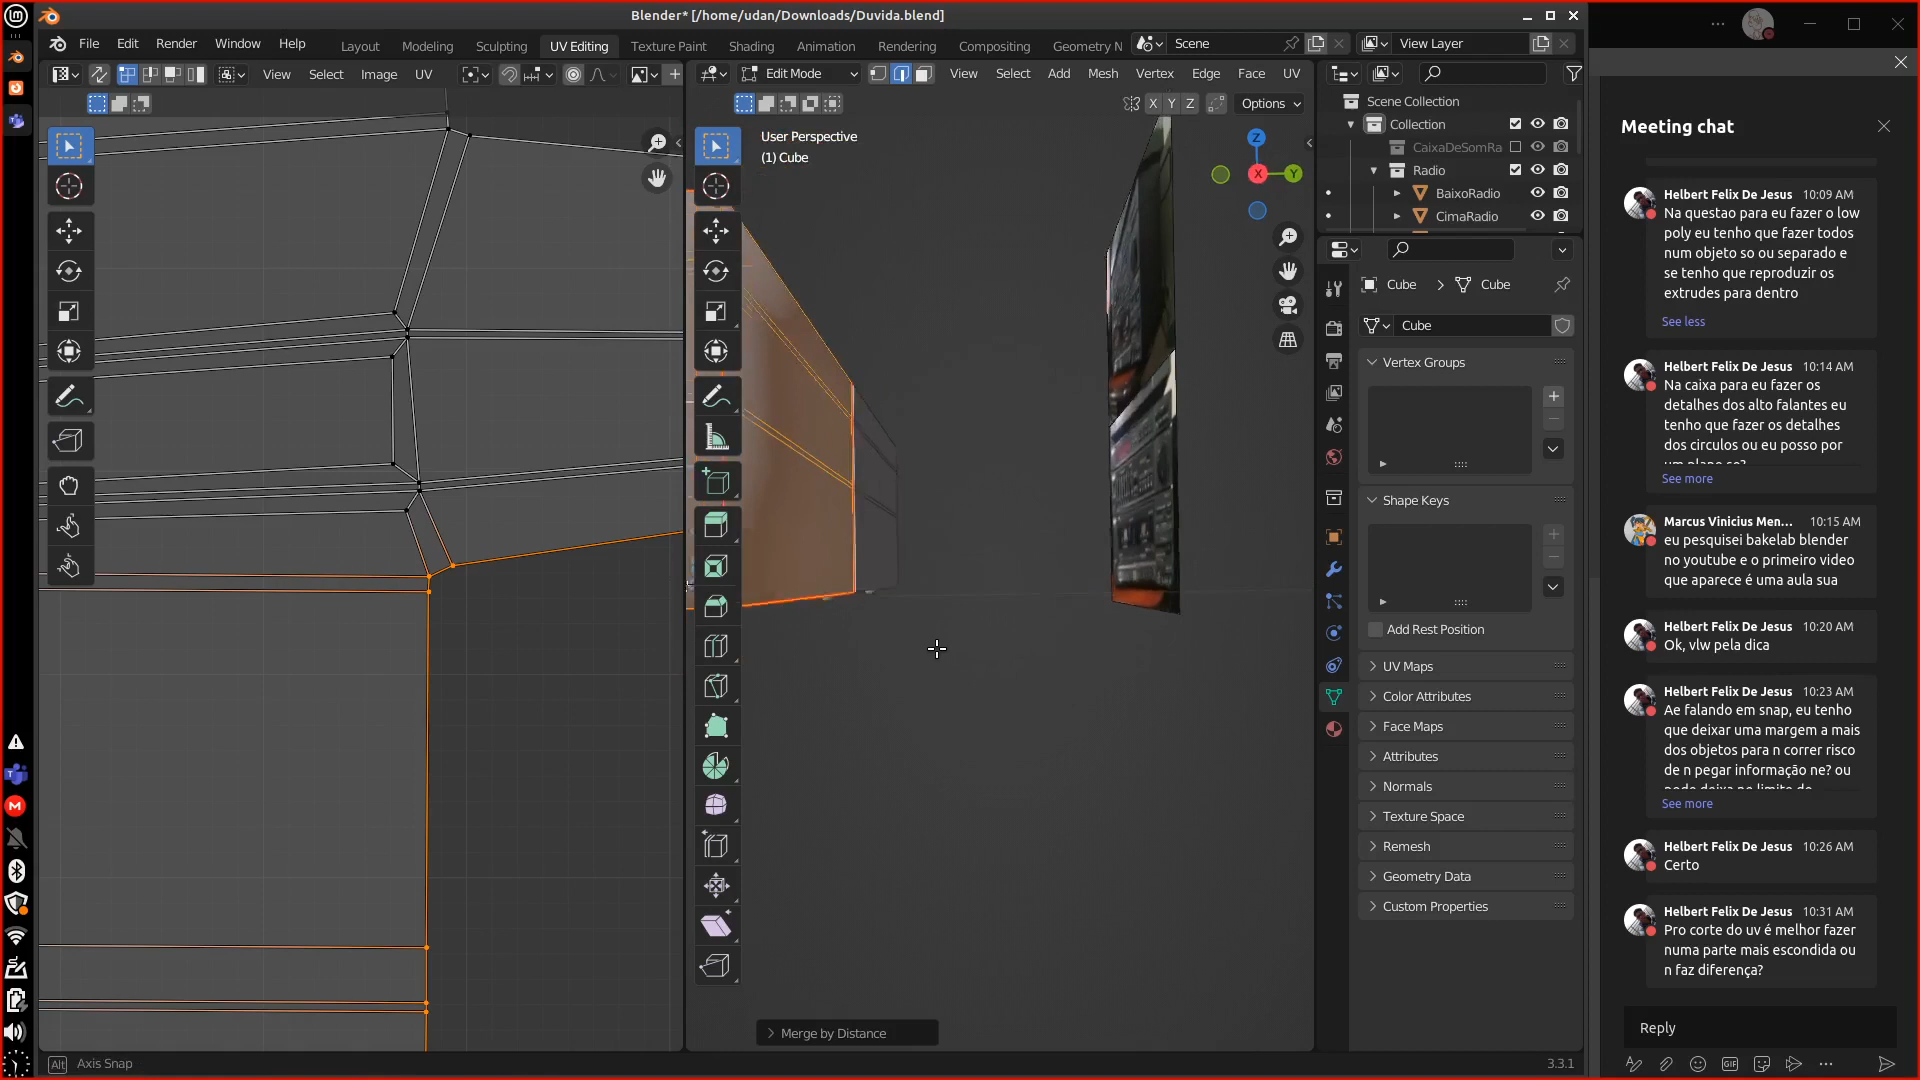 Blender* [/home/udan/Downloads/Duvida.blend]
File Edit Render Window Help
Layout Modeling Sculpting UV Editing Texture Paint Shading Animation Rendering Compositing Geometry N
Scene
View Layer
View Select Image UV
Edit Mode
View Select Add Mesh Vertex Edge Face UV
X Y Z
Options
User Perspective
(1) Cube
Z
X
Y
Scene Collection
Collection
CaixaDeSomRa
Radio
BaixoRadio
CimaRadio
Cube
Cube
Cube
Vertex Groups
Shape Keys
Add Rest Position
UV Maps
Color Attributes
Face Maps
Attributes
Normals
Texture Space
Remesh
Geometry Data
Custom Properties
Merge by Distance
Alt Axis Snap
3.3.1
Meeting chat
Helbert Felix De Jesus 10:09 AM
Na questao para eu fazer o low
poly eu tenho que fazer todos
num objeto so ou separado e
se tenho que reproduzir os
extrudes para dentro
See less
Helbert Felix De Jesus 10:14 AM
Na caixa para eu fazer os
detalhes dos alto falantes eu
tenho que fazer os detalhes
dos circulos ou eu posso por
um plano so?
See more
Marcus Vinicius Men... 10:15 AM
eu pesquisei bakelab blender
no youtube e o primeiro video
que aparece é uma aula sua
Helbert Felix De Jesus 10:20 AM
Ok, vlw pela dica
Helbert Felix De Jesus 10:23 AM
Ae falando em snap, eu tenho
que deixar uma margem a mais
dos objetos para n correr risco
de n pegar informação ne? ou
See more
Helbert Felix De Jesus 10:26 AM
Certo
Helbert Felix De Jesus 10:31 AM
Pro corte do uv é melhor fazer
numa parte mais escondida ou
n faz diferença?
Reply
GIF